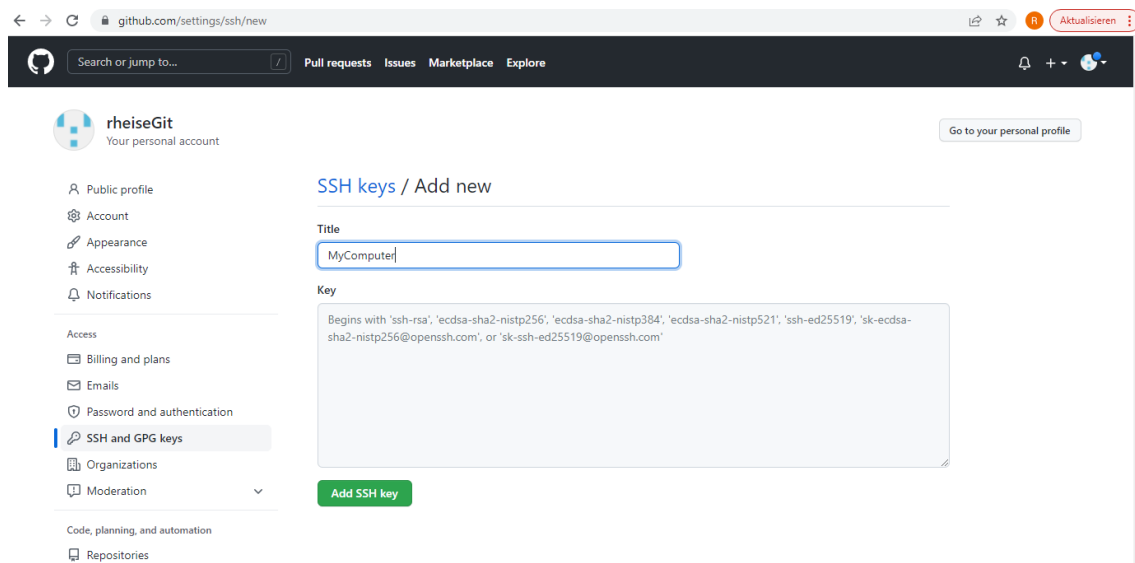 github.com/settings/ssh/new
R
Aktualisieren
Search or jump to...
/
Pull requests Issues Marketplace Explore
rheiseGit
Your personal account
Go to your personal profile
Public profile
Account
Appearance
Accessibility
Notifications
Access
Billing and plans
Emails
Password and authentication
SSH and GPG keys
Organizations
Moderation
Code, planning, and automation
Repositories
SSH keys / Add new
Title
MyComputer
Key
Begins with 'ssh-rsa', 'ecdsa-sha2-nistp256', 'ecdsa-sha2-nistp384', 'ecdsa-sha2-nistp521', 'ssh-ed25519', 'sk-ecdsa-
sha2-nistp256@openssh.com', or 'sk-ssh-ed25519@openssh.com'
Add SSH key